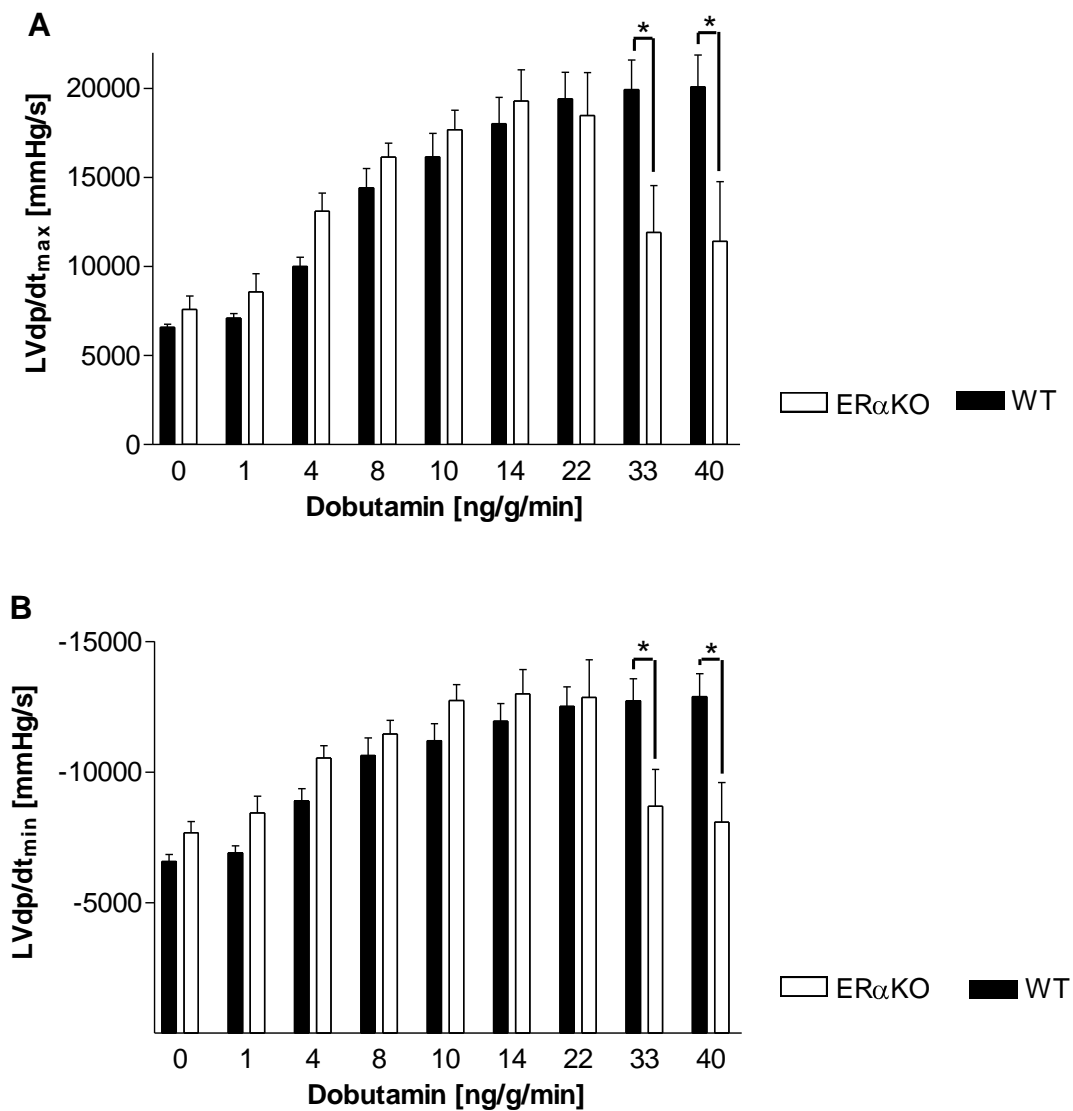 A
* *
20000
15000
10000
5000
0
LVdp/dtmax [mmHg/s]
0 1 4 8 10 14 22 33 40
Dobutamin [ng/g/min]
ERαKO WT
B
* *
-15000
-10000
-5000
LVdp/dtmin [mmHg/s]
0 1 4 8 10 14 22 33 40
Dobutamin [ng/g/min]
ERαKO WT